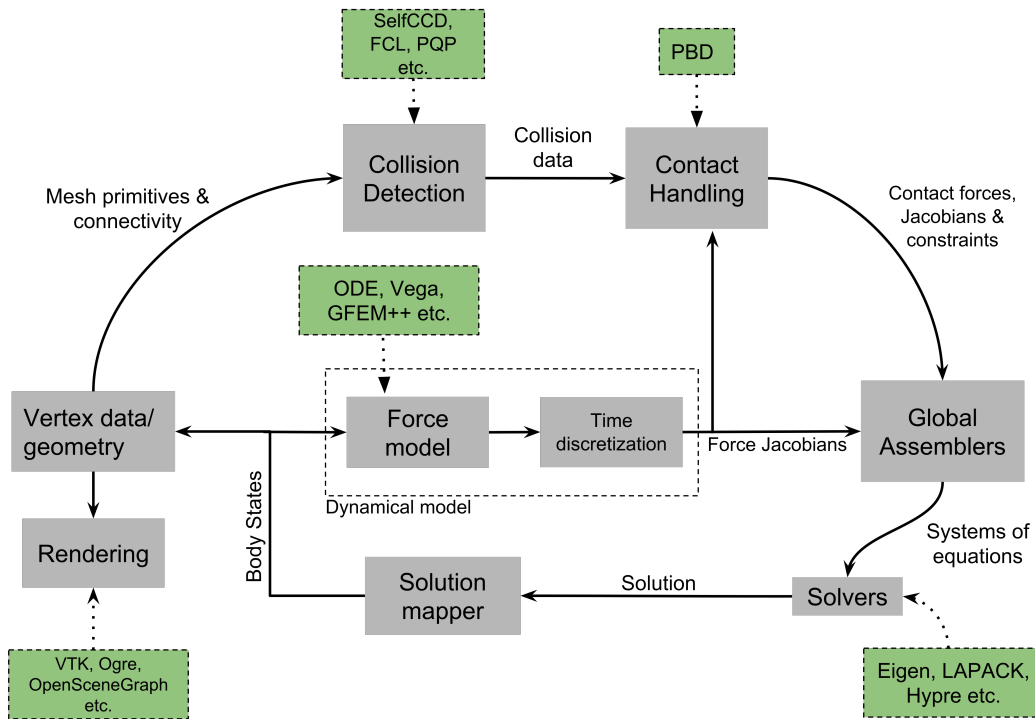 SelfCCD,
FCL, PQP
etc.
PBD
Collision
Detection
Collision
data
Contact
Handling
Mesh primitives &
connectivity
Contact forces,
Jacobians &
constraints
ODE, Vega,
GFEM++ etc.
Vertex data/
geometry
Force
model
Time
discretization
Force Jacobians
Global
Assemblers
Dynamical model
Rendering
Body States
Solution
mapper
Solution
Systems of
equations
Solvers
VTK, Ogre,
OpenSceneGraph
etc.
Eigen, LAPACK,
Hypre etc.